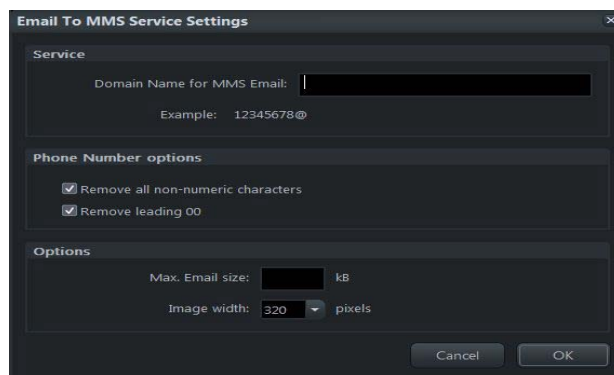 Email To MMS Service Settings
Service
Domain Name for MMS Email:
Example: 12345678@
Phone Number options
Remove all non-numeric characters
Remove leading 00
Options
Max. Email size: kB
Image width: 320 pixels
Cancel OK